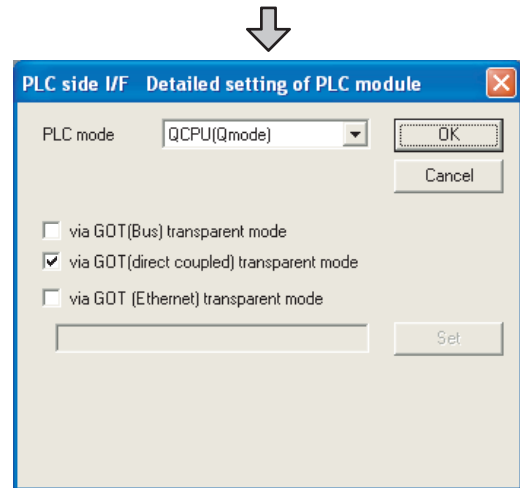 PLC side I/F Detailed setting of PLC module
PLC mode QCPU(Qmode) OK
Cancel
via GOT(Bus) transparent mode
via GOT(direct coupled) transparent mode
via GOT (Ethernet) transparent mode
Set